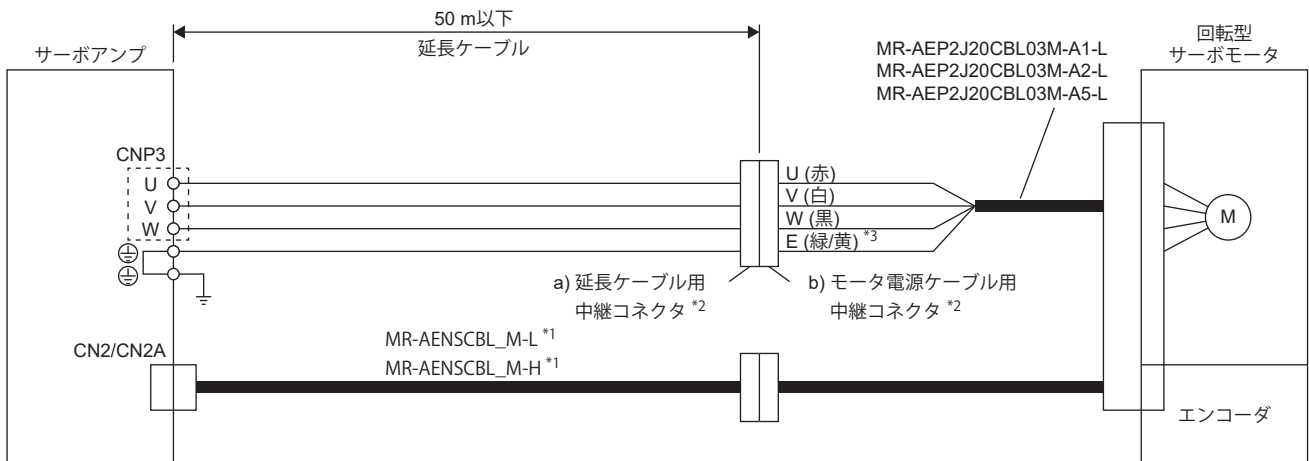 50 m以下
延長ケーブル
サーボアンプ
MR-AEP2J20CBL03M-A1-L
MR-AEP2J20CBL03M-A2-L
MR-AEP2J20CBL03M-A5-L
回転型
サーボモータ
CNP3
U
V
W
U (赤)
V (白)
W (黒)
E (緑/黄) *3
M
a) 延長ケーブル用
中継コネクタ *2
b) モータ電源ケーブル用
中継コネクタ *2
CN2/CN2A
MR-AENSCBL_M-L *1
MR-AENSCBL_M-H *1
エンコーダ